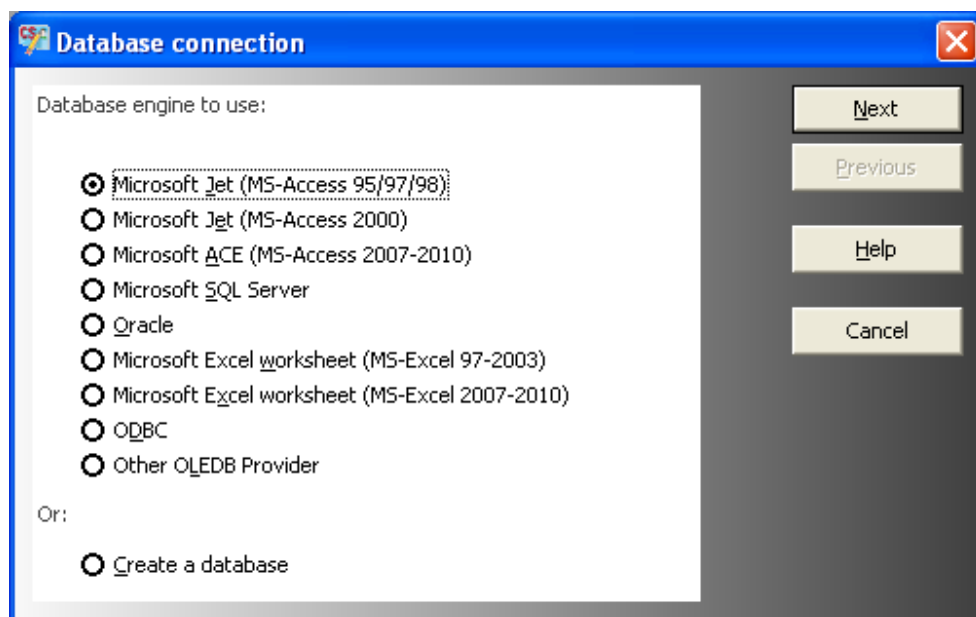 Database connection
Database engine to use:
Microsoft Jet (MS-Access 95/97/98)
Microsoft Jet (MS-Access 2000)
Microsoft ACE (MS-Access 2007-2010)
Microsoft SQL Server
Oracle
Microsoft Excel worksheet (MS-Excel 97-2003)
Microsoft Excel worksheet (MS-Excel 2007-2010)
ODBC
Other OLEDB Provider
Or:
Create a database
Next
Previous
Help
Cancel